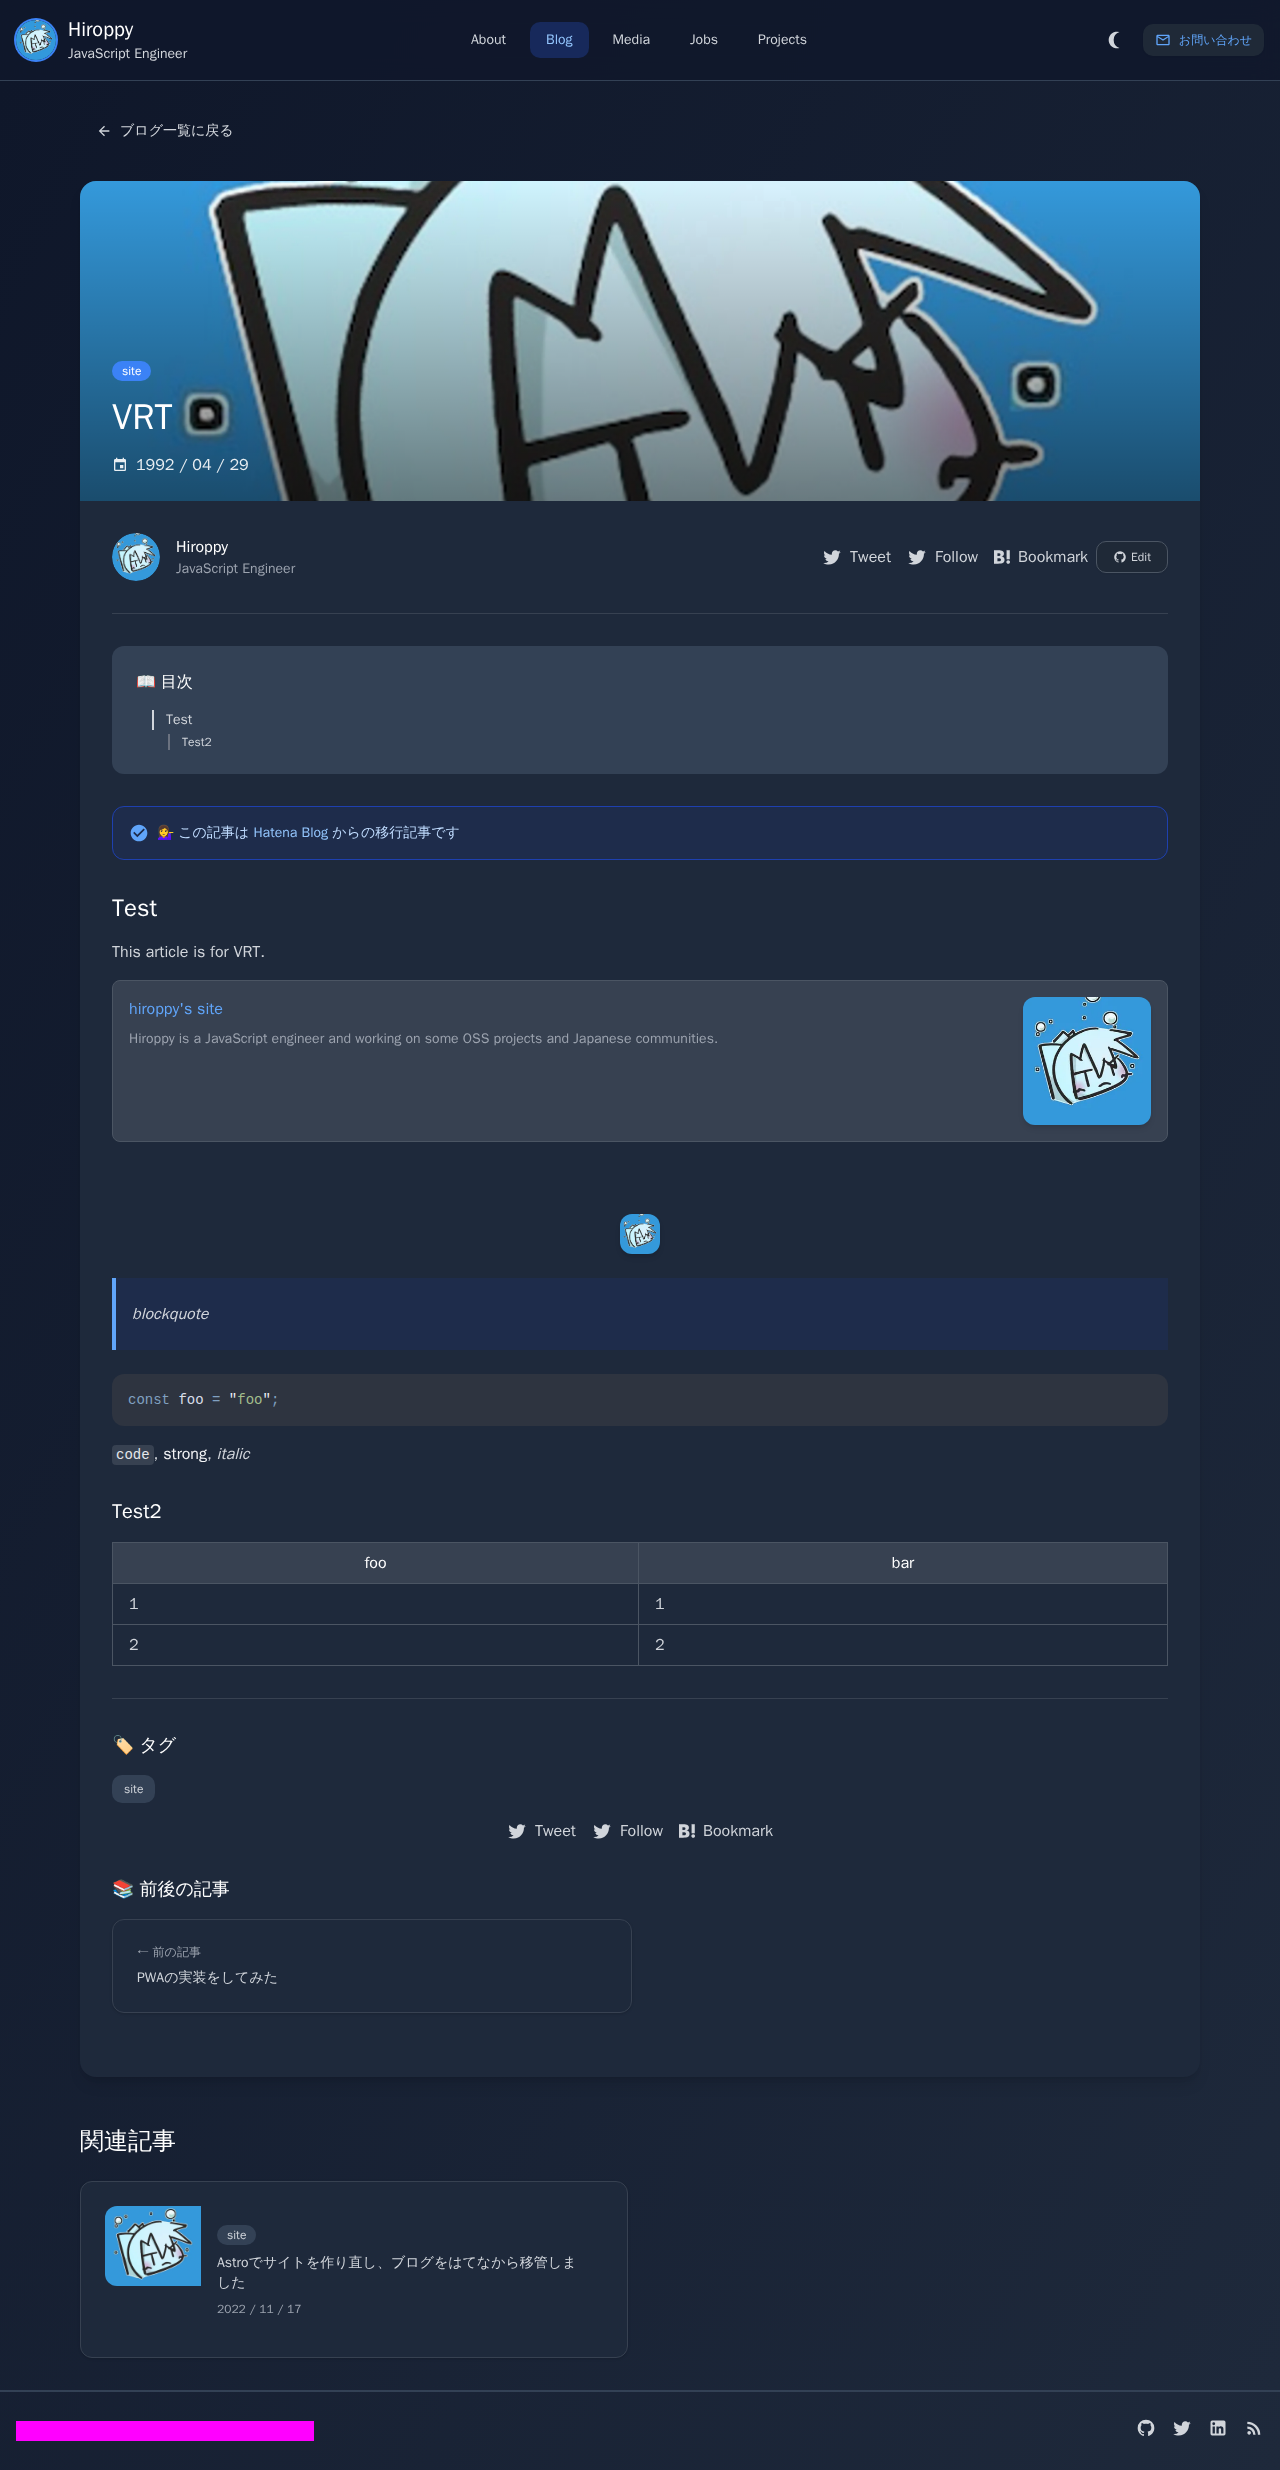 Hiroppy
JavaScript Engineer
About
Blog
Media
Jobs
Projects
お問い合わせ
ブログ一覧に戻る
site
VRT
1992 / 04 / 29
Hiroppy
JavaScript Engineer
Tweet
Follow
B! Bookmark
Edit
📖 目次
Test
Test2
💁‍♀️ この記事は Hatena Blog からの移行記事です
Test
This article is for VRT.
hiroppy's site
Hiroppy is a JavaScript engineer and working on some OSS projects and Japanese communities.
blockquote
const foo = "foo";
code, strong, italic
Test2
foo bar
1 1
2 2
🏷️ タグ
site
Tweet
Follow
B! Bookmark
📚 前後の記事
← 前の記事
PWAの実装をしてみた
関連記事
site
Astroでサイトを作り直し、ブログをはてなから移管しま
した
2022 / 11 / 17